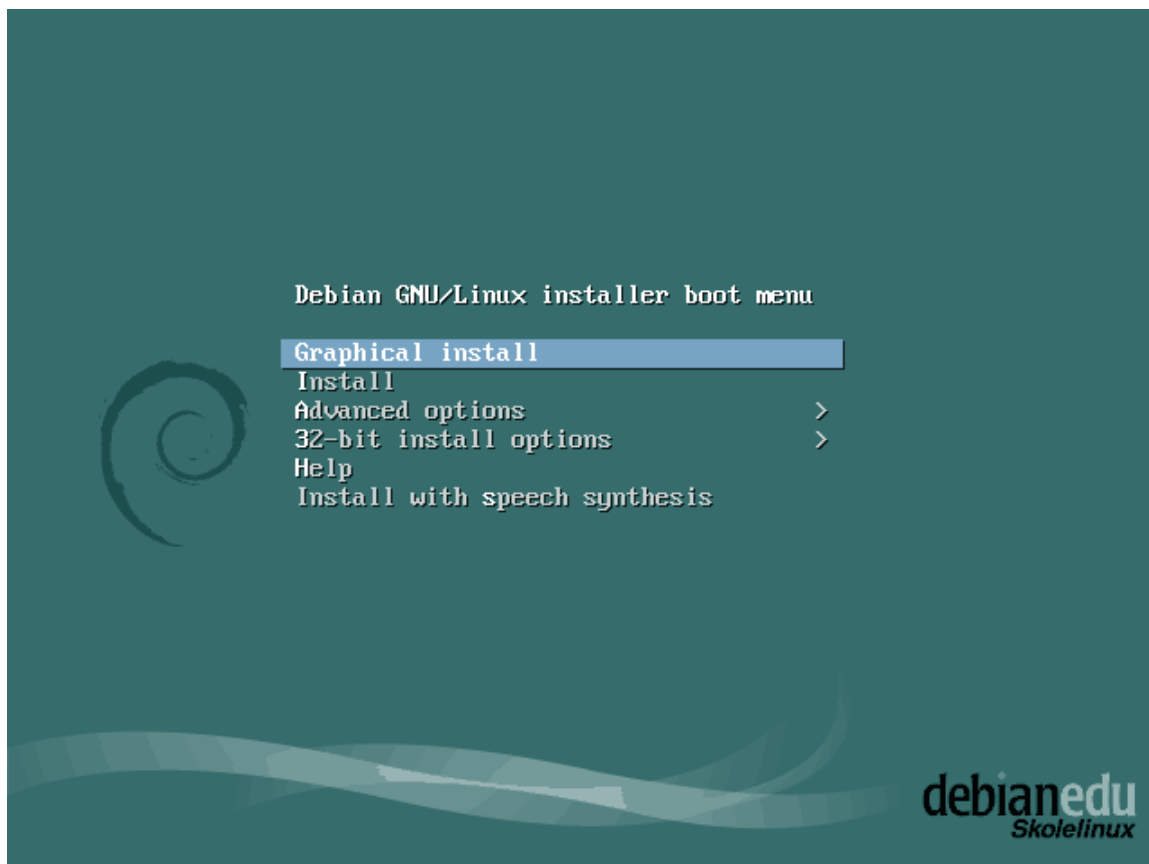 Debian GNU/Linux installer boot menu
Graphical install
Install
Advanced options >
32-bit install options >
Help
Install with speech synthesis
debianedu
Skolelinux